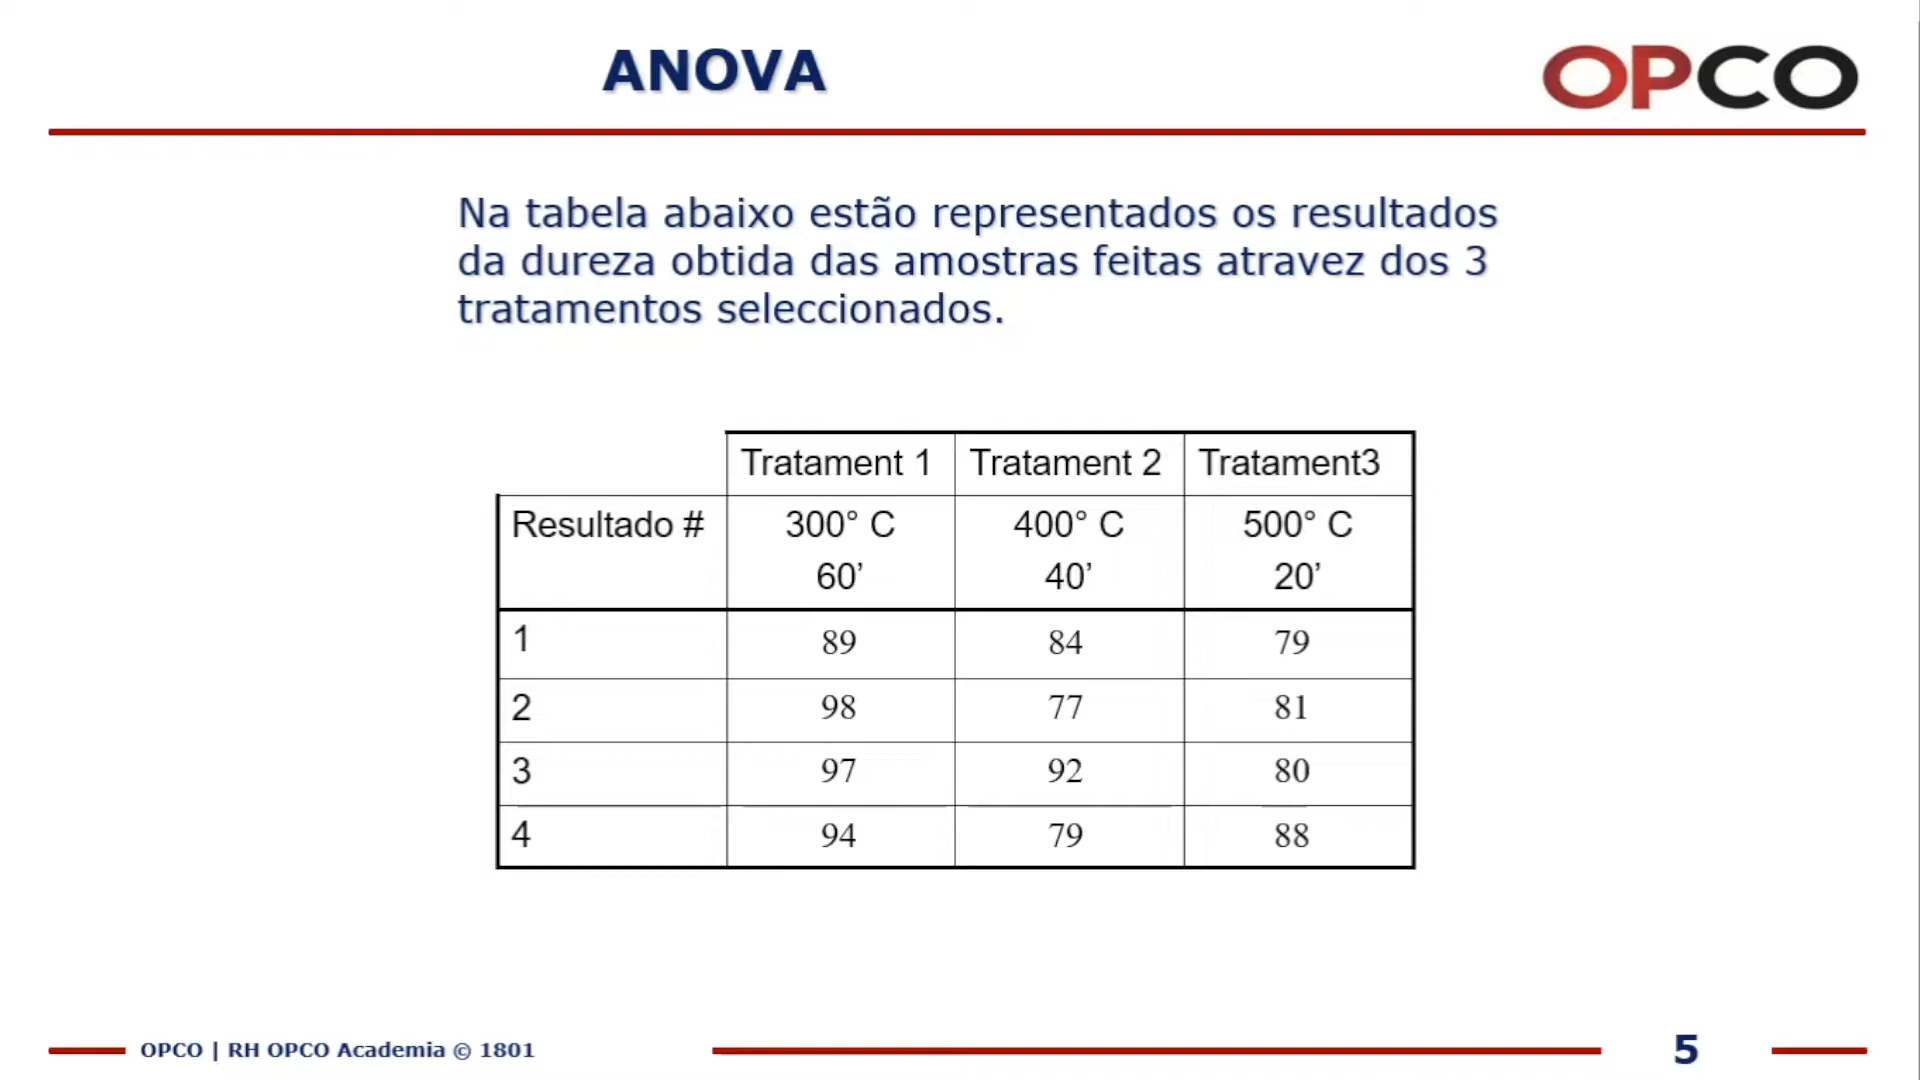 ANOVA
OPCO
Na tabela abaixo estão representados os resultados
da dureza obtida das amostras feitas atravez dos 3
tratamentos seleccionados.
Tratament 1 Tratament 2 Tratament3
Resultado # 300° C 400° C 500° C
60’ 40’ 20’
1 89 84 79
2 98 77 81
3 97 92 80
4 94 79 88
OPCO | RH OPCO Academia © 1801
5